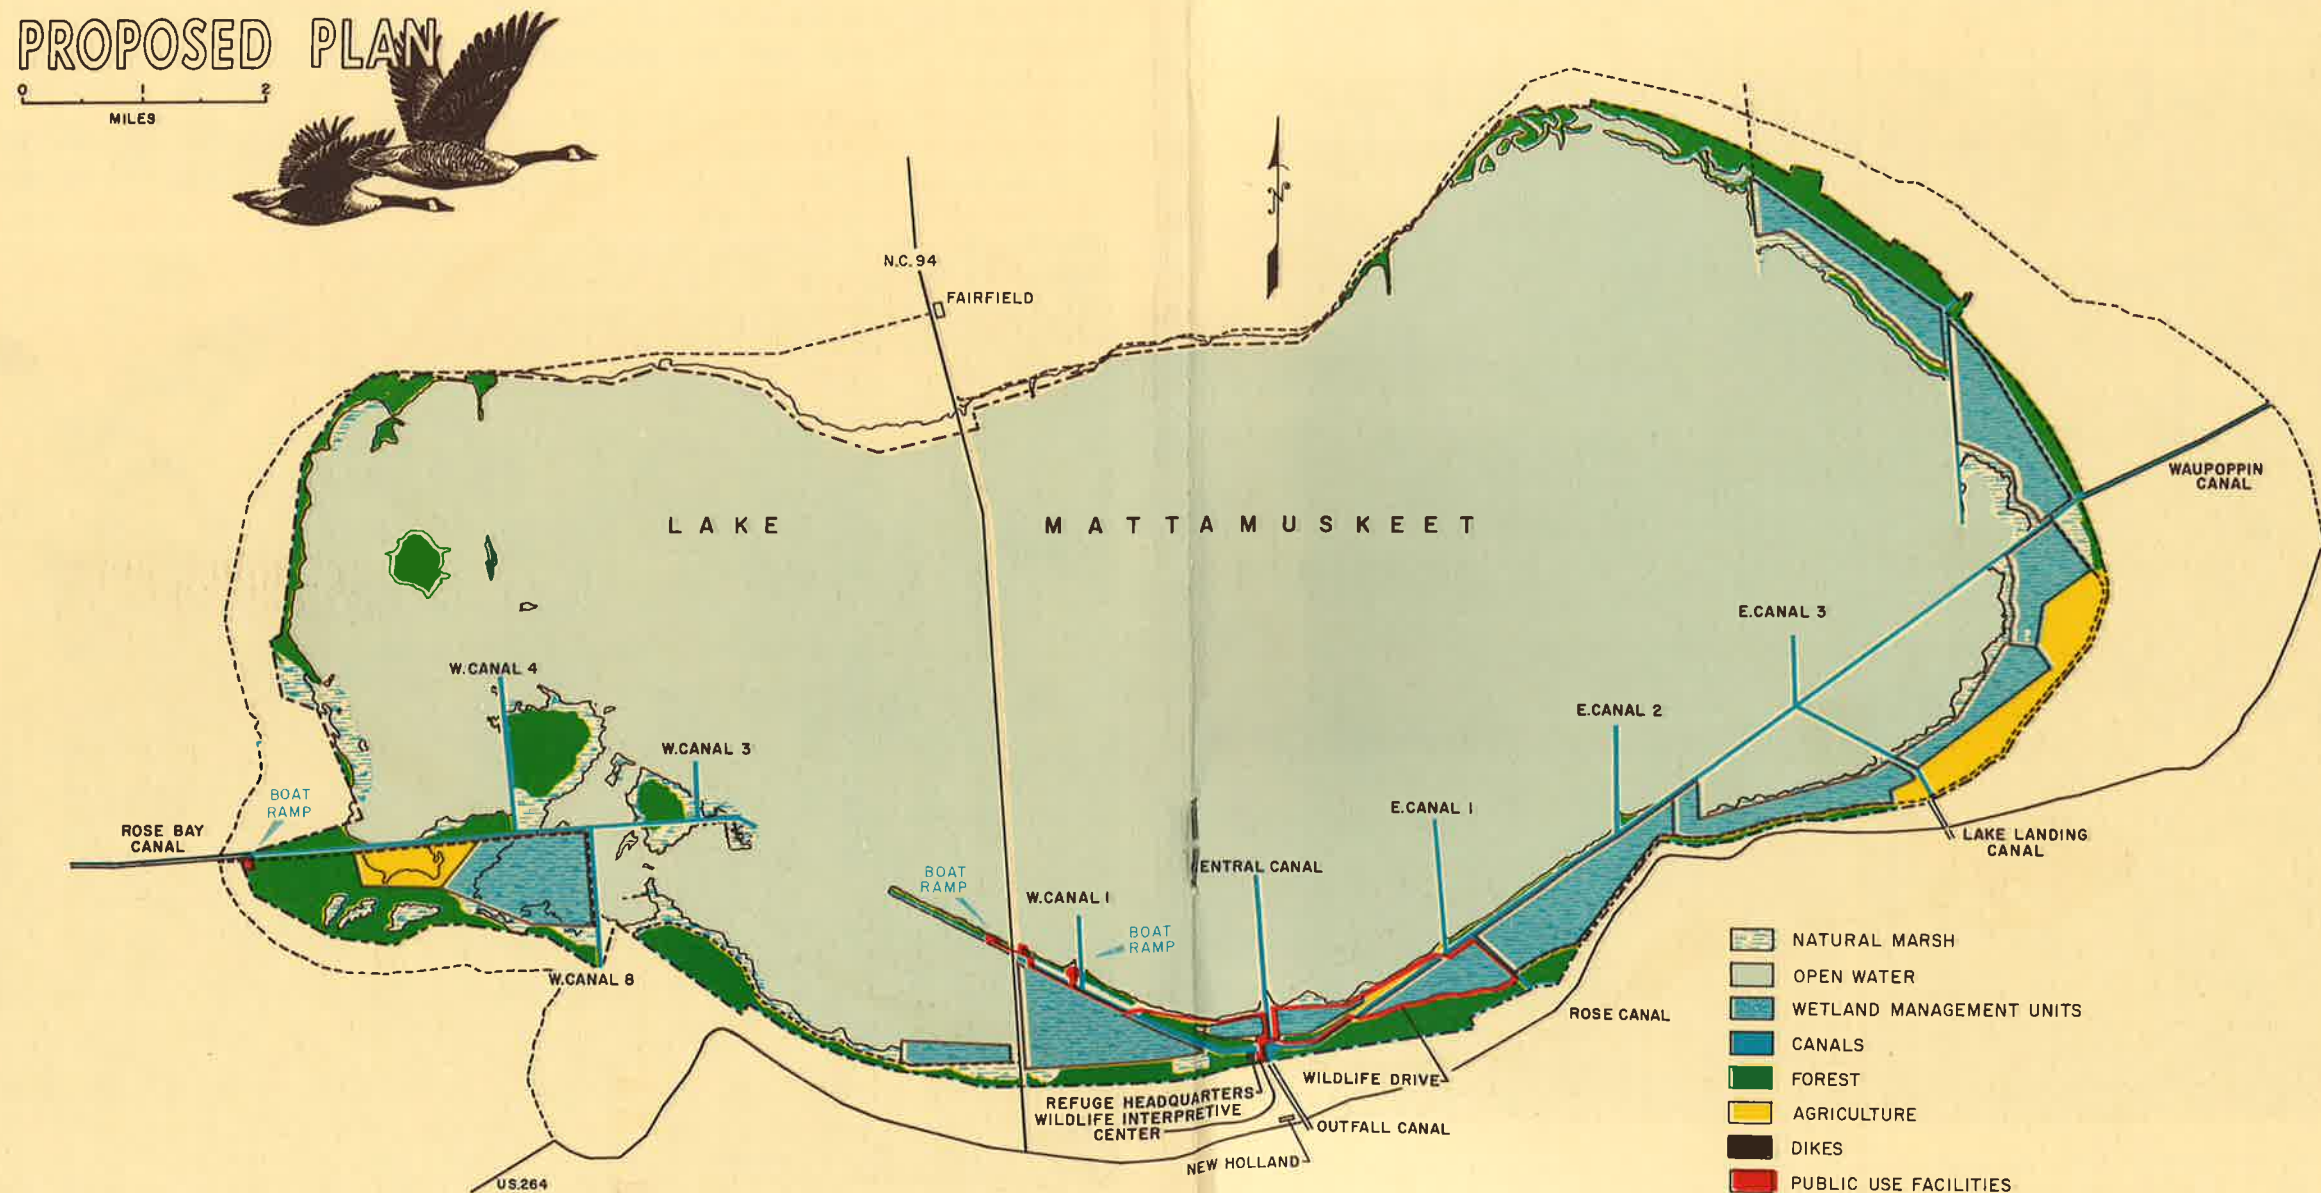 PROPOSED PLAN
0 1 2
MILES
N
N.C. 94
FAIRFIELD
LAKE MATTAMUSKEET
WAUPOPPIN
CANAL
E.CANAL 3
W.CANAL 4
E.CANAL 2
W.CANAL 3
BOAT
RAMP
E.CANAL 1
ROSE BAY
CANAL
LAKE LANDING
CANAL
ENTRAL CANAL
BOAT
RAMP
W.CANAL 1
BOAT
RAMP
W.CANAL 8
ROSE CANAL
WILDLIFE DRIVE
REFUGE HEADQUARTERS
WILDLIFE INTERPRETIVE
CENTER
OUTFALL CANAL
NEW HOLLAND
US.264
NATURAL MARSH
OPEN WATER
WETLAND MANAGEMENT UNITS
CANALS
FOREST
AGRICULTURE
DIKES
PUBLIC USE FACILITIES